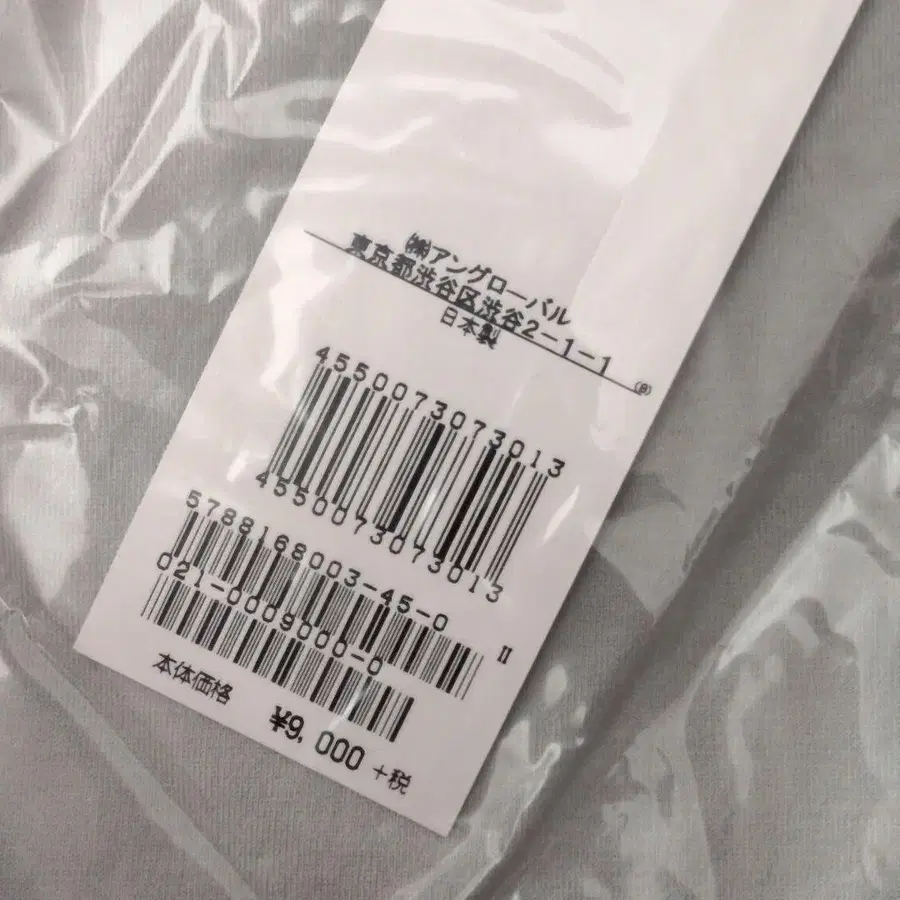 ㈱アングローバル
東京都渋谷区渋谷2-1-1
(B)
日本製
4550073073013
4550073073013
5788168003-45-0
021-0009000-0
II
本体価格 ¥9,000 +税